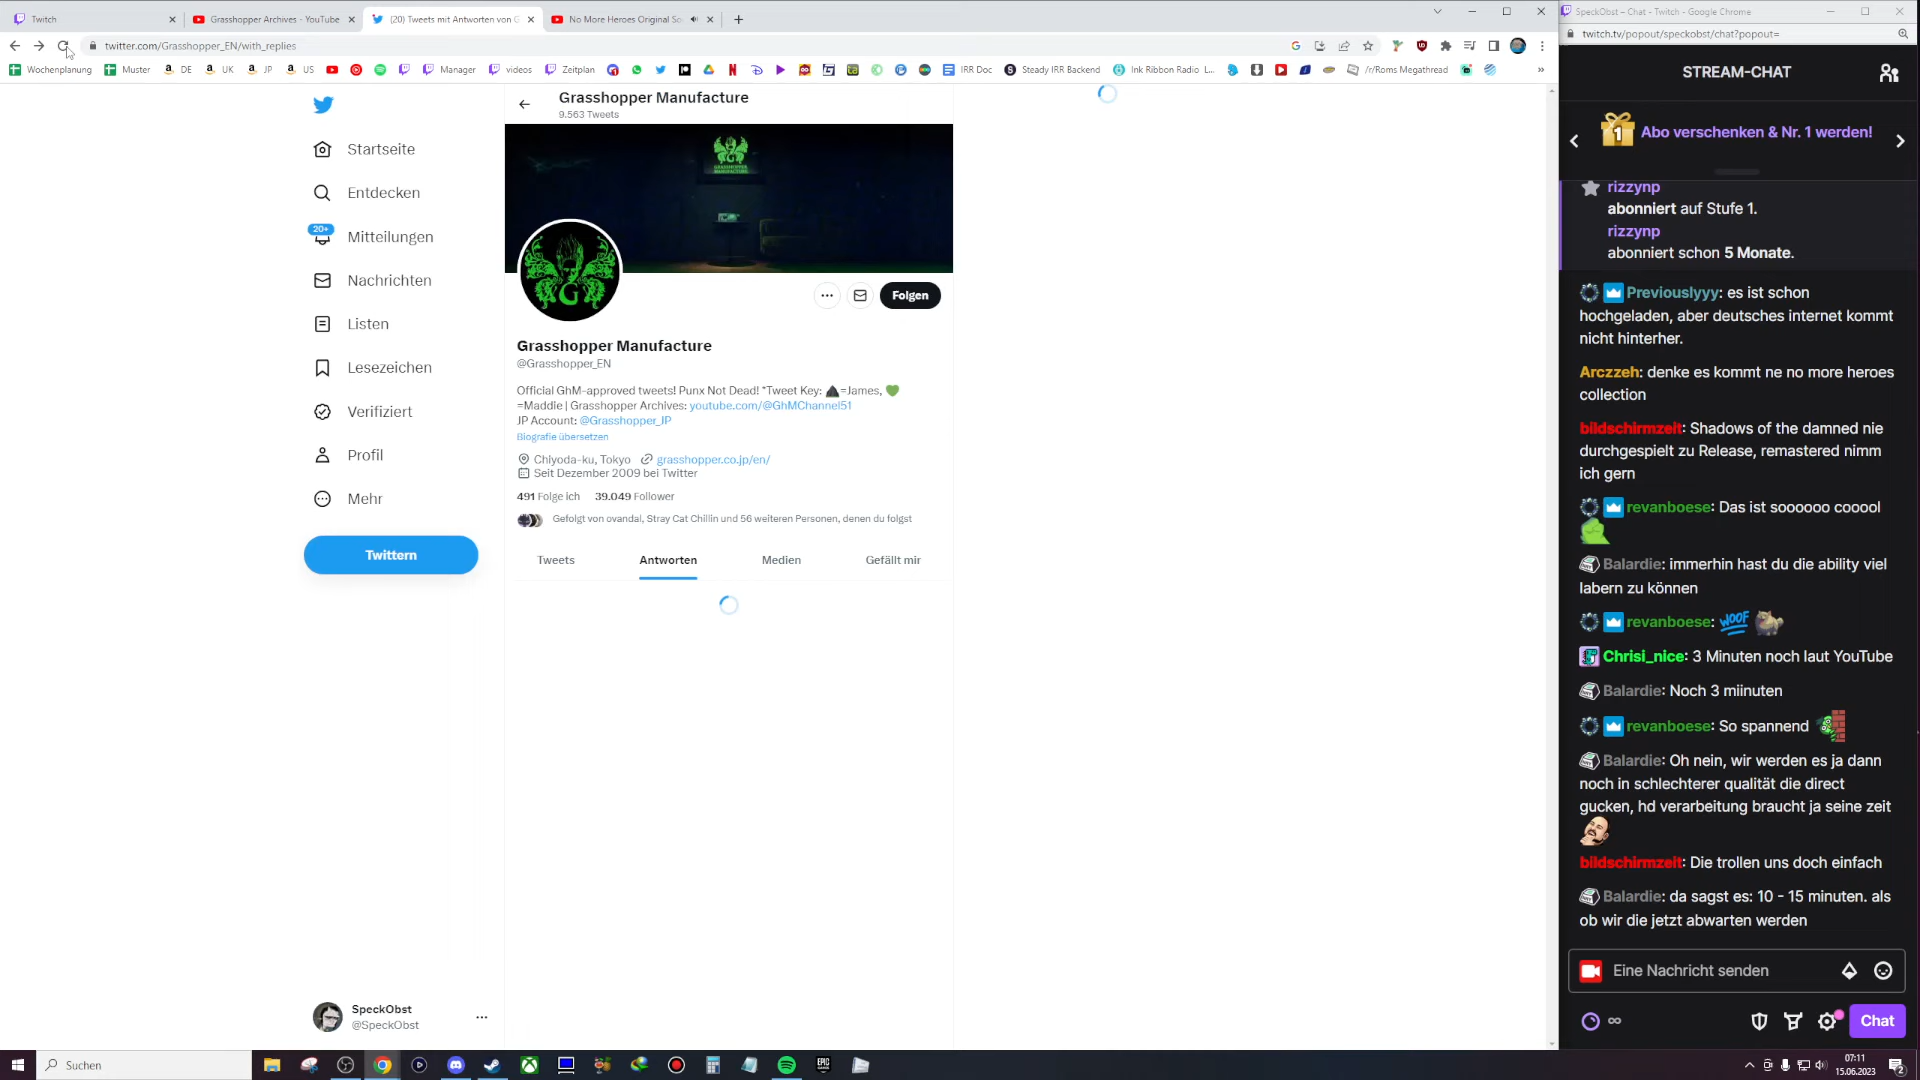 Twitch
Grasshopper Archives - YouTube
(20) Tweets mit Antworten von G
No More Heroes Original So
SpeckObst – Chat - Twitch - Google Chrome
twitter.com/Grasshopper_EN/with_replies
twitch.tv/popout/speckobst/chat?popout=
Wochenplanung
Muster
DE
UK
JP
US
Manager
videos
Zeitplan
IRR Doc
Steady IRR Backend
Ink Ribbon Radio L...
/r/Roms Megathread
»
Startseite
Entdecken
20+
Mitteilungen
Nachrichten
Listen
Lesezeichen
Verifiziert
Profil
Mehr
Twittern
SpeckObst
@SpeckObst
Grasshopper Manufacture
9.563 Tweets
GRASSHOPPER
MANUFACTURE
G
Folgen
Grasshopper Manufacture
@Grasshopper_EN
Official GhM-approved tweets! Punx Not Dead! *Tweet Key: =James,
=Maddie | Grasshopper Archives: youtube.com/@GhMChannel51
JP Account: @Grasshopper_JP
Biografie übersetzen
Chiyoda-ku, Tokyo grasshopper.co.jp/en/
Seit Dezember 2009 bei Twitter
491 Folge ich 39.049 Follower
Gefolgt von ovandal, Stray Cat Chillin und 56 weiteren Personen, denen du folgst
Tweets
Antworten
Medien
Gefällt mir
STREAM-CHAT
1
Abo verschenken & Nr. 1 werden!
rizzynp
abonniert auf Stufe 1.
rizzynp
abonniert schon 5 Monate.
Previouslyyy: es ist schon
hochgeladen, aber deutsches internet kommt
nicht hinterher.
Arczzeh: denke es kommt ne no more heroes
collection
bildschirmzeit: Shadows of the damned nie
durchgespielt zu Release, remastered nimm
ich gern
revanboese: Das ist soooooo cooool
Balardie: immerhin hast du die ability viel
labern zu können
revanboese: WOOF
Chrisi_nice: 3 Minuten noch laut YouTube
Balardie: Noch 3 miinuten
revanboese: So spannend
Balardie: Oh nein, wir werden es ja dann
noch in schlechterer qualität die direct
gucken, hd verarbeitung braucht ja seine zeit
bildschirmzeit: Die trollen uns doch einfach
Balardie: da sagst es: 10 - 15 minuten. als
ob wir die jetzt abwarten werden
Eine Nachricht senden
∞
Chat
Suchen
EPIC
07:11
15.06.2023
2